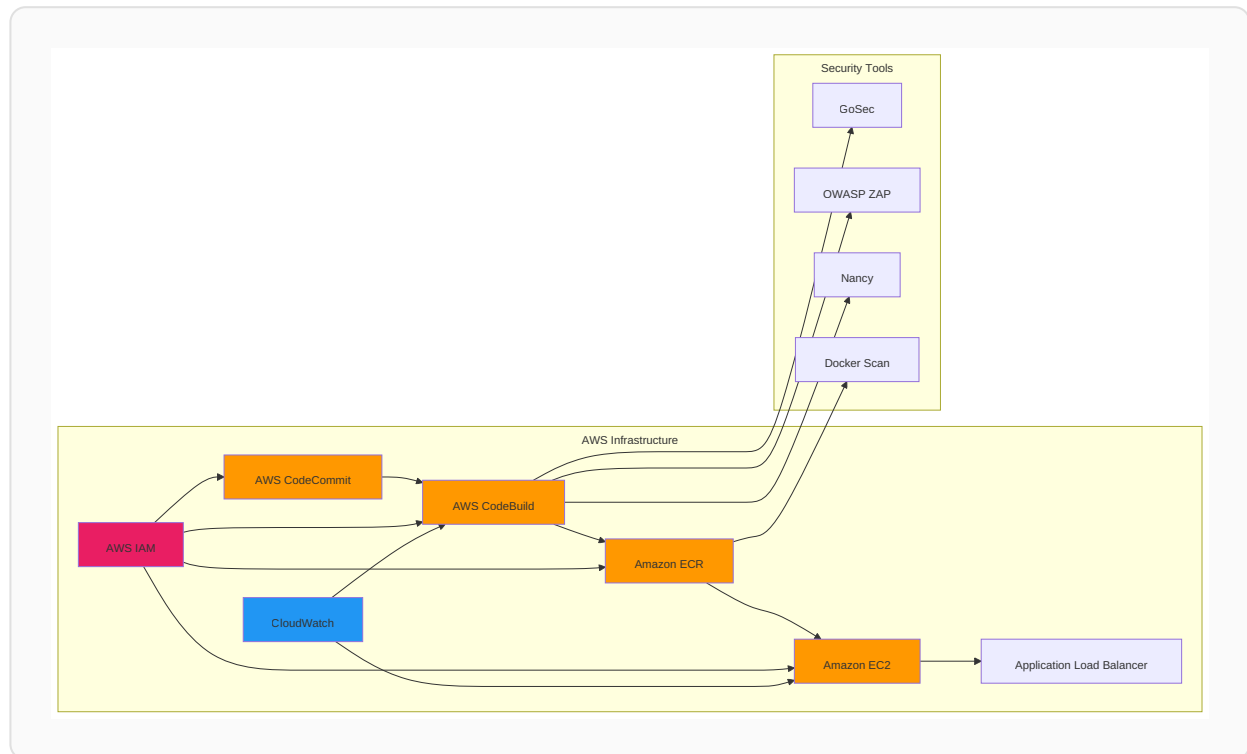 Security Tools
GoSec
OWASP ZAP
Nancy
Docker Scan
AWS Infrastructure
AWS CodeCommit
AWS CodeBuild
AWS IAM
Amazon ECR
CloudWatch
Amazon EC2
Application Load Balancer